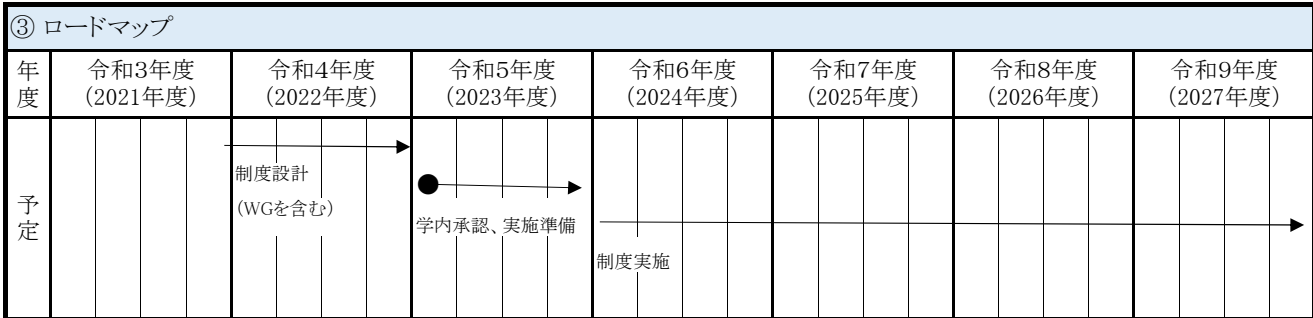 ③ ロードマップ
年度
令和3年度
(2021年度)
令和4年度
(2022年度)
令和5年度
(2023年度)
令和6年度
(2024年度)
令和7年度
(2025年度)
令和8年度
(2026年度)
令和9年度
(2027年度)
予定
制度設計
(WGを含む)
学内承認、実施準備
制度実施